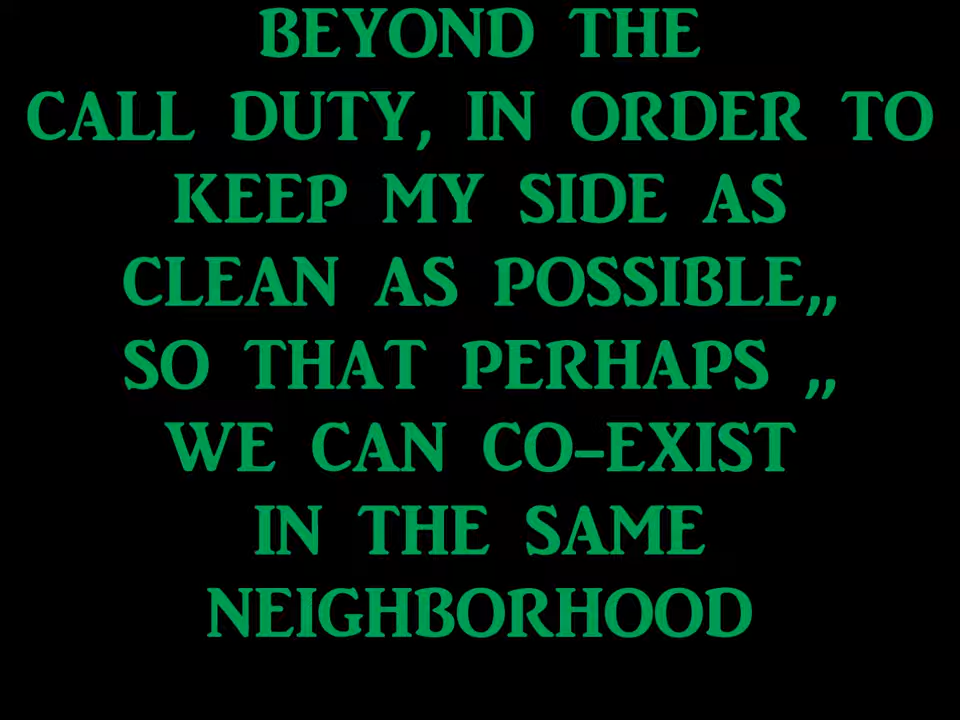 BEYOND THE
CALL DUTY, IN ORDER TO
KEEP MY SIDE AS
CLEAN AS POSSIBLE,,
SO THAT PERHAPS ,,
WE CAN CO-EXIST
IN THE SAME
NEIGHBORHOOD